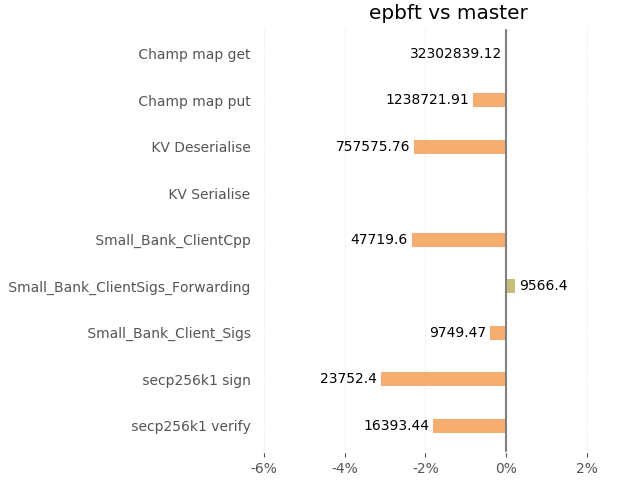 epbft vs master
Champ map get 32302839.12
Champ map put 1238721.91
KV Deserialise 757575.76
KV Serialise
Small_Bank_ClientCpp 47719.6
Small_Bank_ClientSigs_Forwarding 9566.4
Small_Bank_Client_Sigs 9749.47
secp256k1 sign 23752.4
secp256k1 verify 16393.44
-6% -4% -2% 0% 2%